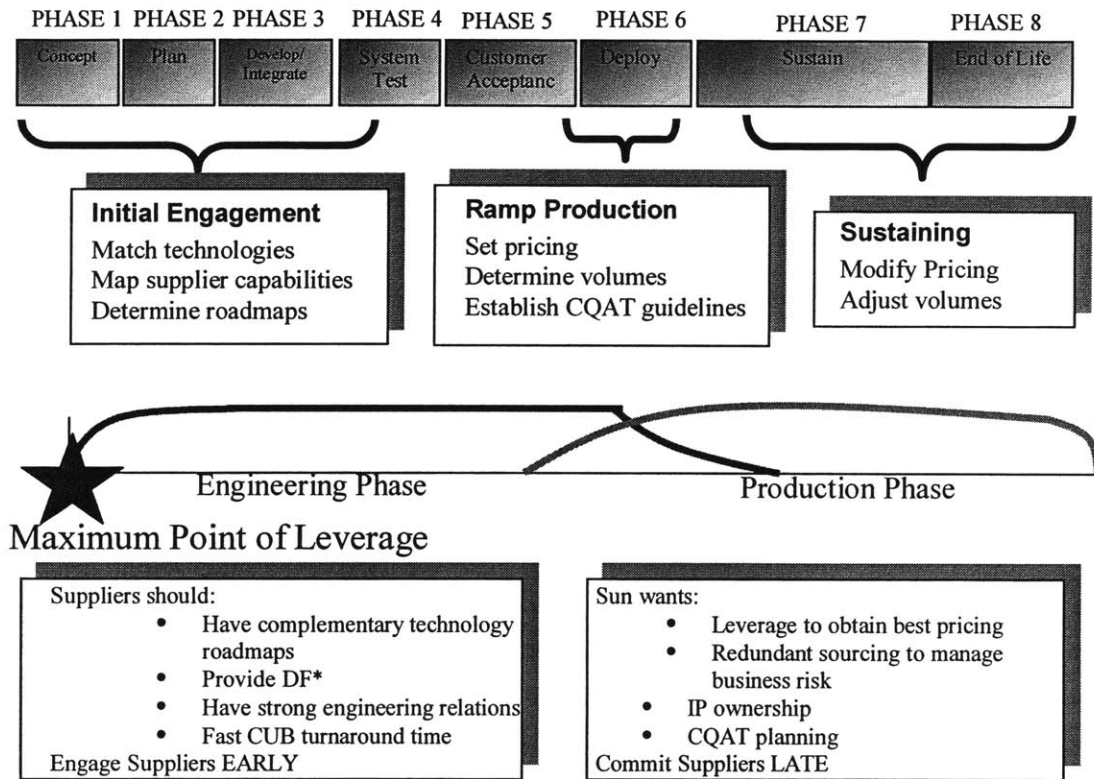 PHASE 1 PHASE 2 PHASE 3 PHASE 4 PHASE 5 PHASE 6 PHASE 7 PHASE 8
Concept
Plan
Develop/
Integrate
System
Test
Customer
Acceptanc
Deploy
Sustain
End of Life
Initial Engagement
Match technologies
Map supplier capabilities
Determine roadmaps
Ramp Production
Set pricing
Determine volumes
Establish CQAT guidelines
Sustaining
Modify Pricing
Adjust volumes
Engineering Phase
Production Phase
Maximum Point of Leverage
Suppliers should:
• Have complementary technology
roadmaps
• Provide DF*
• Have strong engineering relations
• Fast CUB turnaround time
Engage Suppliers EARLY
Sun wants:
• Leverage to obtain best pricing
• Redundant sourcing to manage
business risk
• IP ownership
• CQAT planning
Commit Suppliers LATE